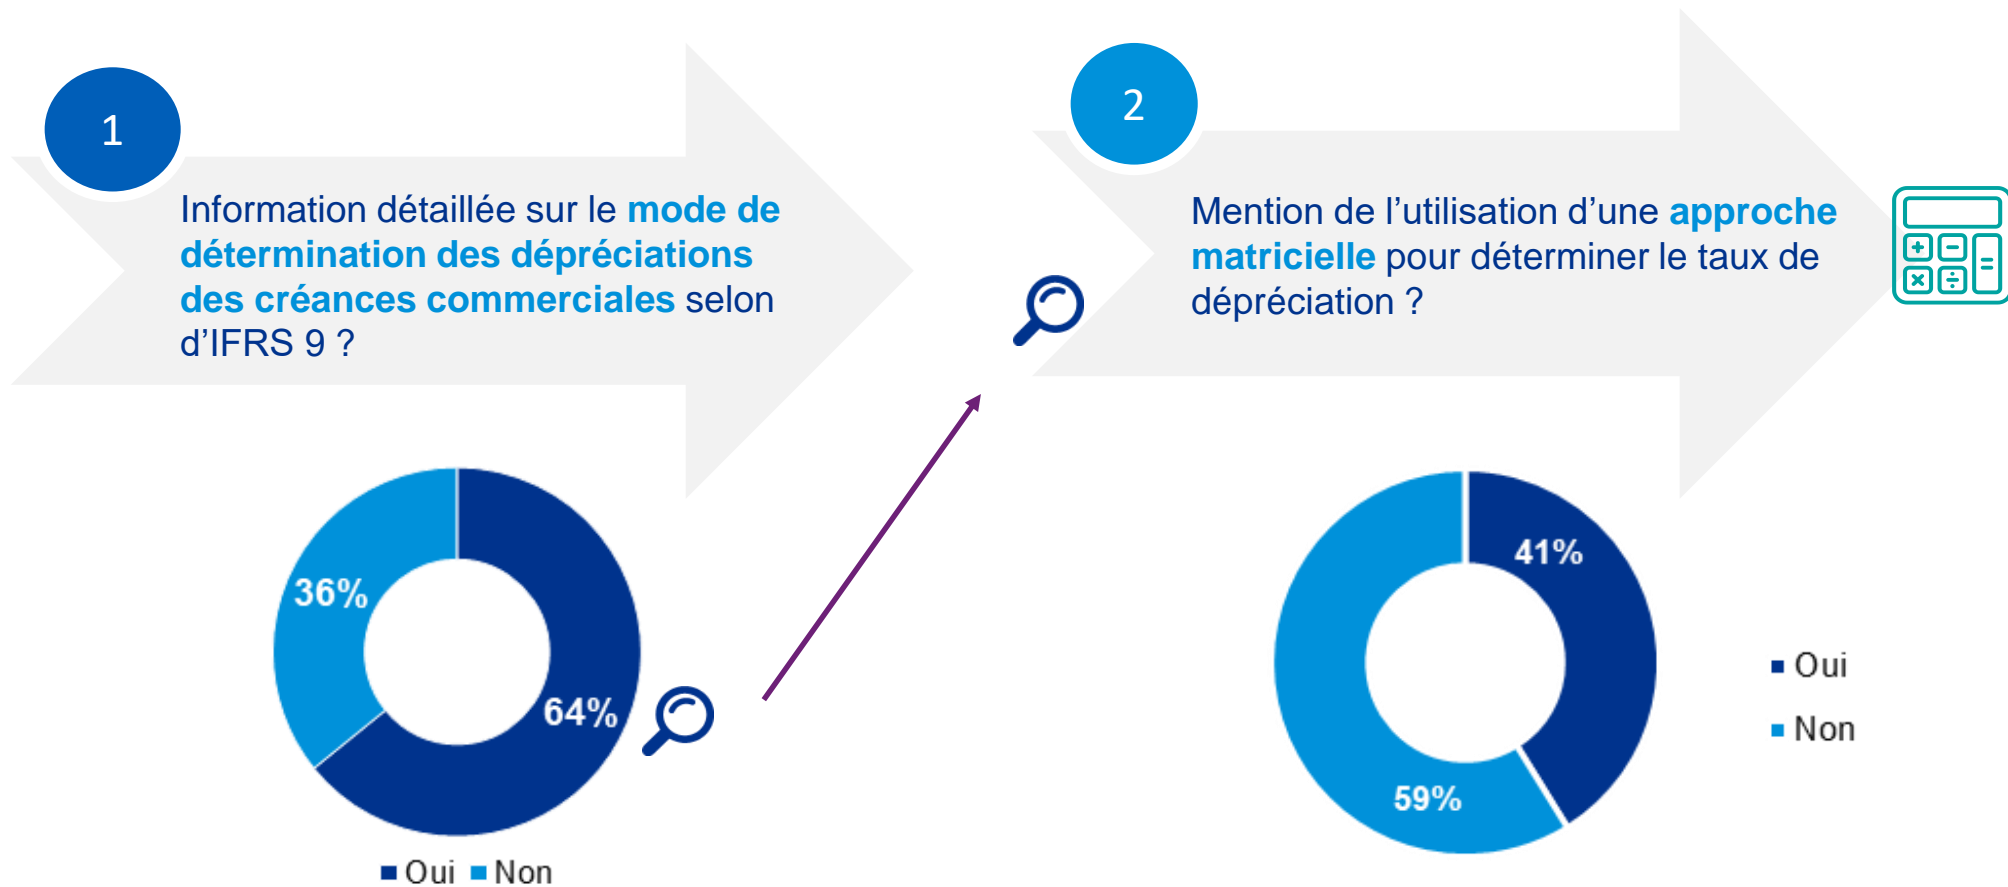 1
Information détaillée sur le mode de
détermination des dépréciations
des créances commerciales selon
d’IFRS 9 ?
36%
64%
Oui Non
2
Mention de l’utilisation d’une approche
matricielle pour déterminer le taux de
dépréciation ?
41%
59%
Oui
Non